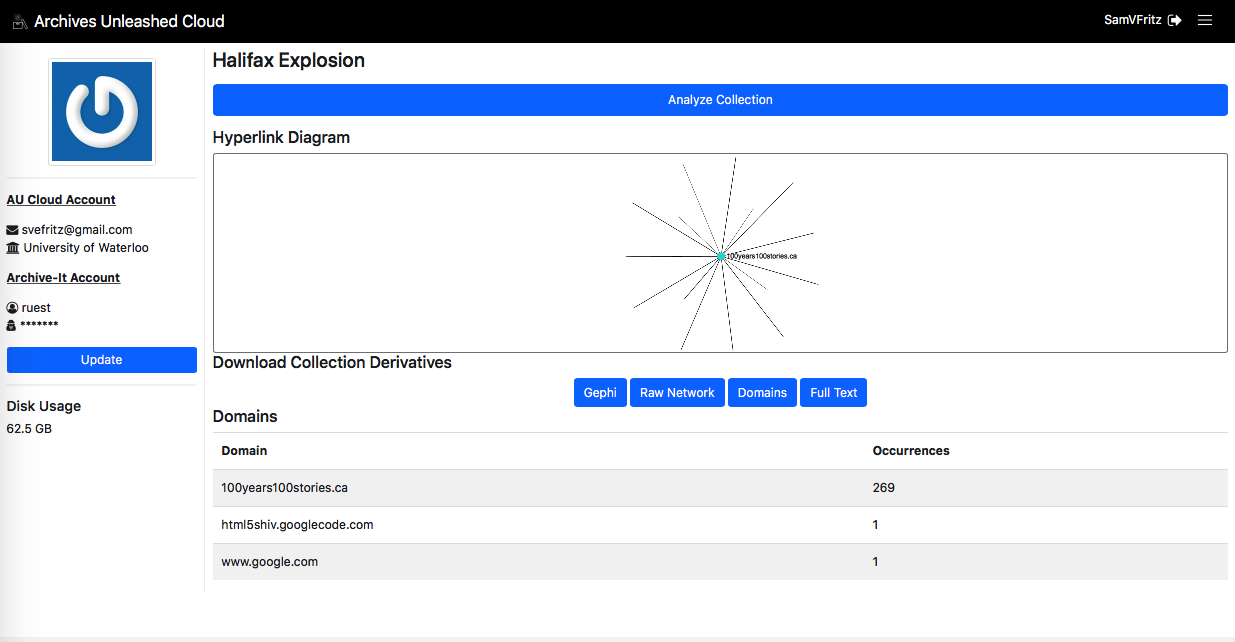 Archives Unleashed Cloud
SamVFritz
Halifax Explosion
Analyze Collection
Hyperlink Diagram
100years100stories.ca
AU Cloud Account
svefritz@gmail.com
University of Waterloo
Archive-It Account
ruest
*******
Update
Disk Usage
62.5 GB
Download Collection Derivatives
Gephi Raw Network Domains Full Text
Domains
Domain Occurrences
100years100stories.ca 269
html5shiv.googlecode.com 1
www.google.com 1